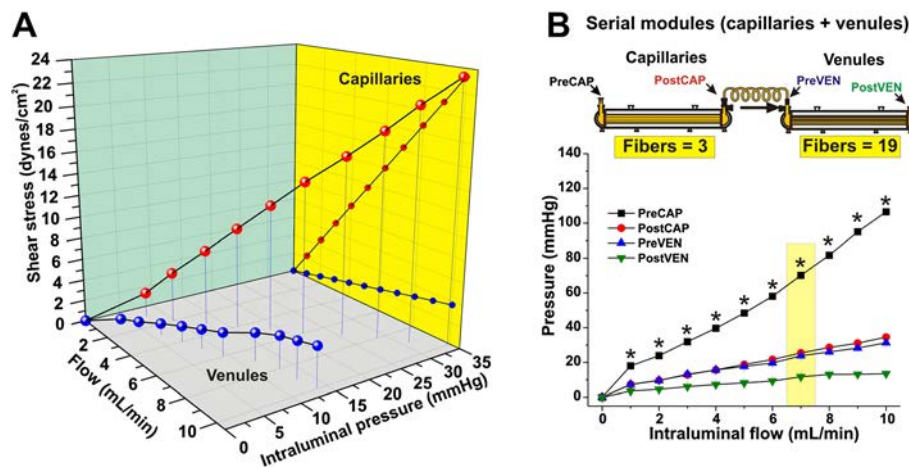 A
Shear stress (dynes/cm²)
24
22
20
18
16
14
12
10
8
6
4
2
0
Capillaries
Venules
2
4
6
8
10
Flow (mL/min)
0
5
10
15
20
25
30
35
Intraluminal pressure (mmHg)
B
Serial modules (capillaries + venules)
Capillaries
Venules
PreCAP
PostCAP
PreVEN
PostVEN
Fibers = 3
Fibers = 19
Pressure (mmHg)
140
120
100
80
60
40
20
0
PreCAP
PostCAP
PreVEN
PostVEN
* * * * * * * * * *
0 2 4 6 8 10
Intraluminal flow (mL/min)